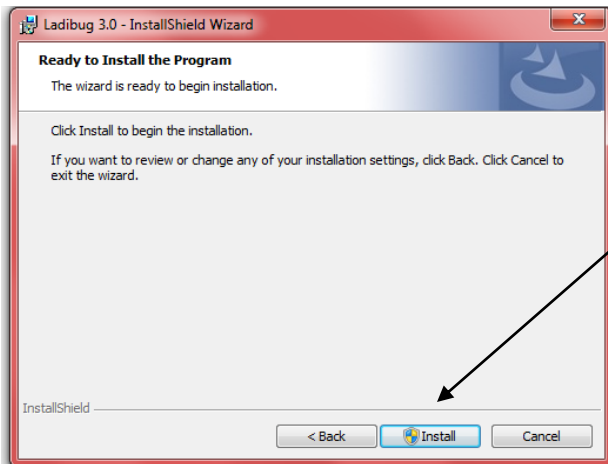 Ladibug 3.0 - InstallShield Wizard
Ready to Install the Program
The wizard is ready to begin installation.
Click Install to begin the installation.
If you want to review or change any of your installation settings, click Back. Click Cancel to
exit the wizard.
InstallShield
< Back Install Cancel